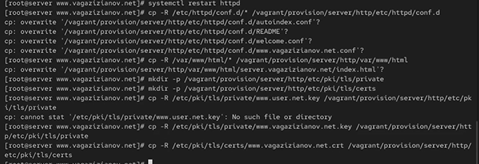 [root@server www.vagazizianov.net]# systemctl restart httpd
[root@server www.vagazizianov.net]# cp -R /etc/httpd/conf.d/* /vagrant/provision/server/http/etc/httpd/conf.d
cp: overwrite '/vagrant/provision/server/http/etc/httpd/conf.d/autoindex.conf'?
cp: overwrite '/vagrant/provision/server/http/etc/httpd/conf.d/README'?
cp: overwrite '/vagrant/provision/server/http/etc/httpd/conf.d/welcome.conf'?
cp: overwrite '/vagrant/provision/server/http/etc/httpd/conf.d/www.vagazizianov.net.conf'?
[root@server www.vagazizianov.net]# cp -R /var/www/html/* /vagrant/provision/server/http/var/www/html
cp: overwrite '/vagrant/provision/server/http/var/www/html/server.vagazizianov.net/index.html'?
[root@server www.vagazizianov.net]# mkdir -p /vagrant/provision/server/http/etc/pki/tls/private
[root@server www.vagazizianov.net]# mkdir -p /vagrant/provision/server/http/etc/pki/tls/certs
[root@server www.vagazizianov.net]# cp -R /etc/pki/tls/private/www.user.net.key /vagrant/provision/server/http/etc/pk
i/tls/private
cp: cannot stat '/etc/pki/tls/private/www.user.net.key': No such file or directory
[root@server www.vagazizianov.net]# cp -R /etc/pki/tls/private/www.vagazizianov.net.key /vagrant/provision/server/htt
p/etc/pki/tls/private
[root@server www.vagazizianov.net]# cp -R /etc/pki/tls/certs/www.vagazizianov.net.crt /vagrant/provision/server/http/
etc/pki/tls/certs